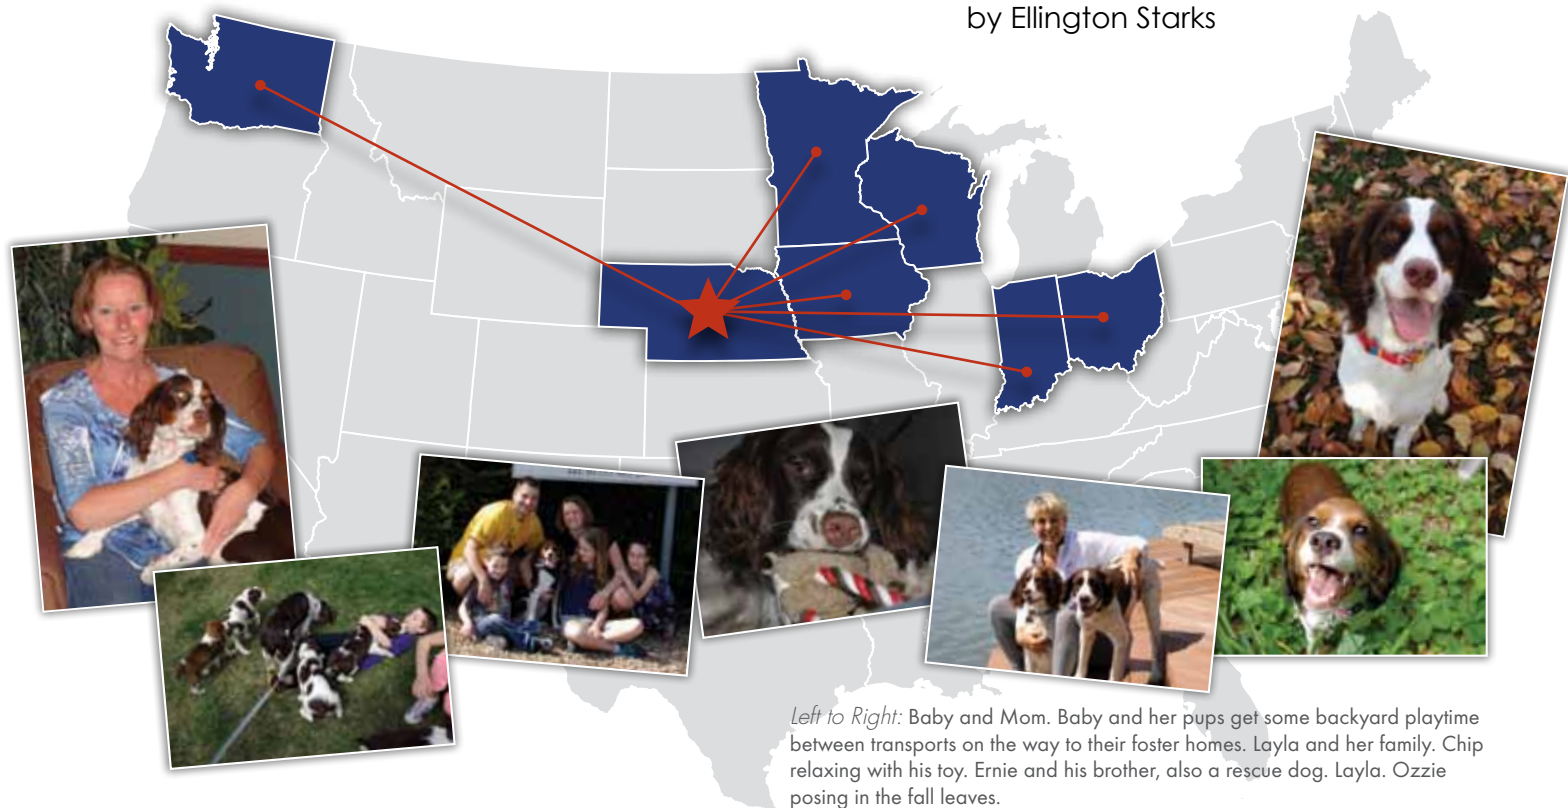 by Ellington Starks
Left to Right: Baby and Mom. Baby and her pups get some backyard playtime
between transports on the way to their foster homes. Layla and her family. Chip
relaxing with his toy. Ernie and his brother, also a rescue dog. Layla. Ozzie
posing in the fall leaves.